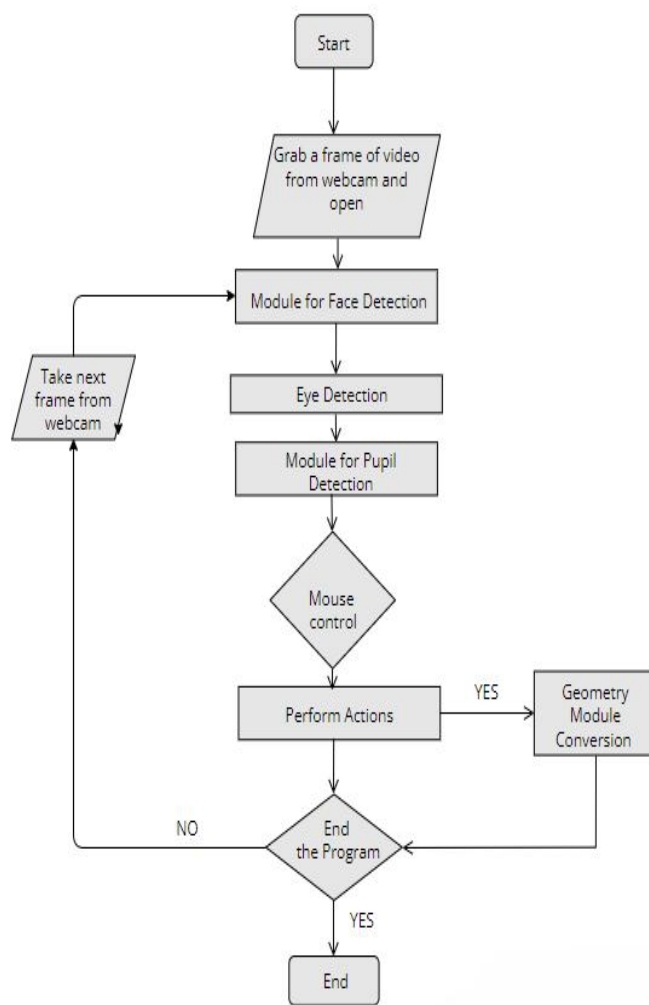 Start
Grab a frame of video
from webcam and
open
Module for Face Detection
Take next
frame from
webcam
Eye Detection
Module for Pupil
Detection
Mouse
control
Perform Actions
YES
Geometry
Module
Conversion
NO
End
the Program
YES
End